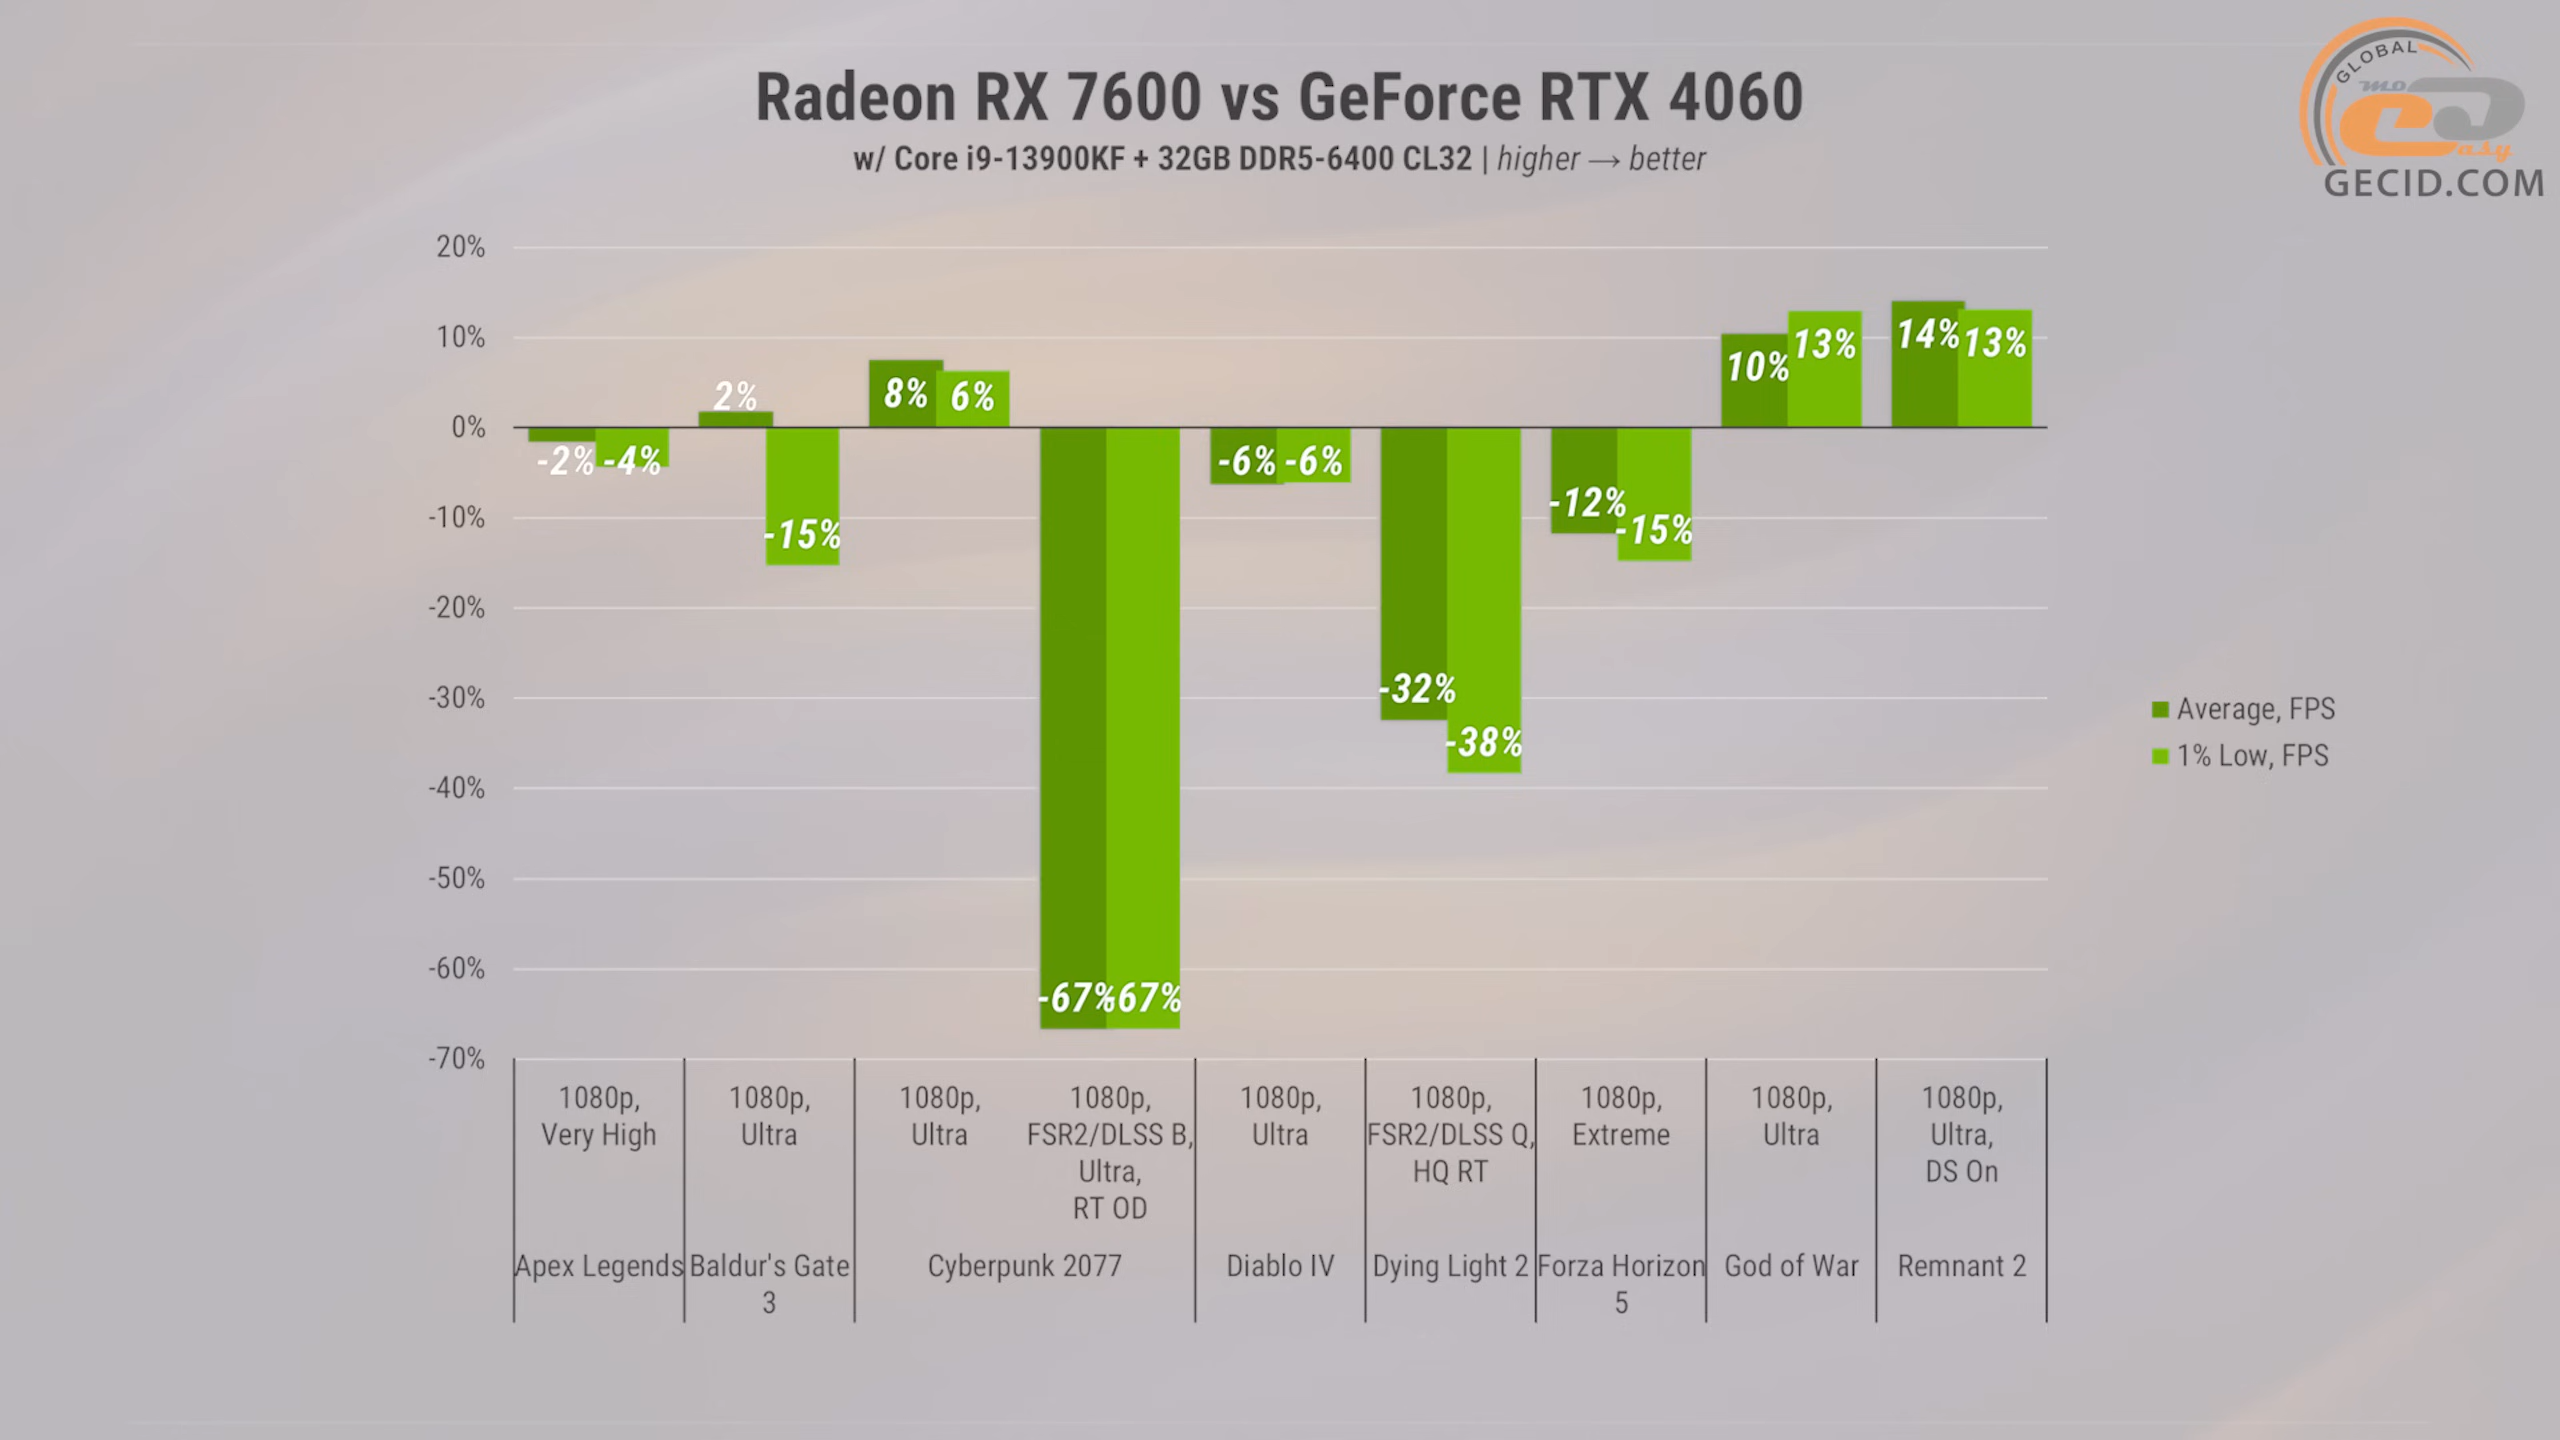 GLOBAL
mo
easy
GECID.COM
Radeon RX 7600 vs GeForce RTX 4060
w/ Core i9-13900KF + 32GB DDR5-6400 CL32 | higher → better
20%
10%
0%
-10%
-20%
-30%
-40%
-50%
-60%
-70%
-2% -4%
2%
-15%
8% 6%
-67% -67%
-6% -6%
-32%
-38%
-12%
-15%
10% 13%
14% 13%
Average, FPS
1% Low, FPS
1080p,
Very High
1080p,
Ultra
1080p,
Ultra
1080p,
FSR2/DLSS B,
Ultra,
RT OD
1080p,
Ultra
1080p,
FSR2/DLSS Q,
HQ RT
1080p,
Extreme
1080p,
Ultra
1080p,
Ultra,
DS On
Apex Legends
Baldur's Gate
3
Cyberpunk 2077
Diablo IV
Dying Light 2
Forza Horizon
5
God of War
Remnant 2